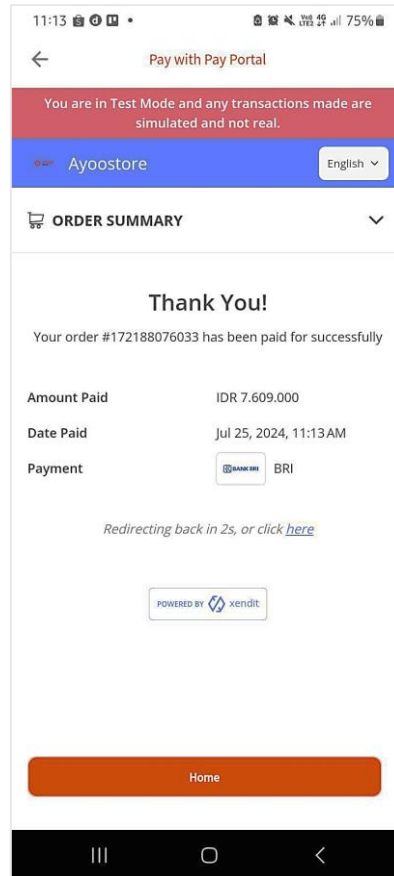 11:13 75%
Pay with Pay Portal
You are in Test Mode and any transactions made are
simulated and not real.
Ayoostore English
ORDER SUMMARY
Thank You!
Your order #172188076033 has been paid for successfully
Amount Paid IDR 7.609.000
Date Paid Jul 25, 2024, 11:13 AM
Payment BANK BRI BRI
Redirecting back in 2s, or click here
POWERED BY xendit
Home